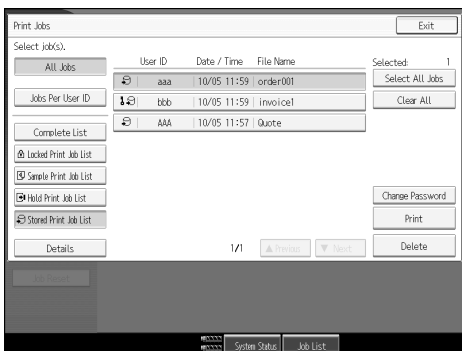 Print Jobs
Exit
Select job(s).
All Jobs
User ID Date / Time File Name
Selected: 1
aaa 10/05 11:59 order001
Select All Jobs
Jobs Per User ID
bbb 10/05 11:59 invoice1
Clear All
AAA 10/05 11:57 Quote
Complete List
Locked Print Job List
Sample Print Job List
Hold Print Job List
Change Password
Stored Print Job List
Print
Details
1/1
Previous
Next
Delete
Job Reset
System Status
Job List